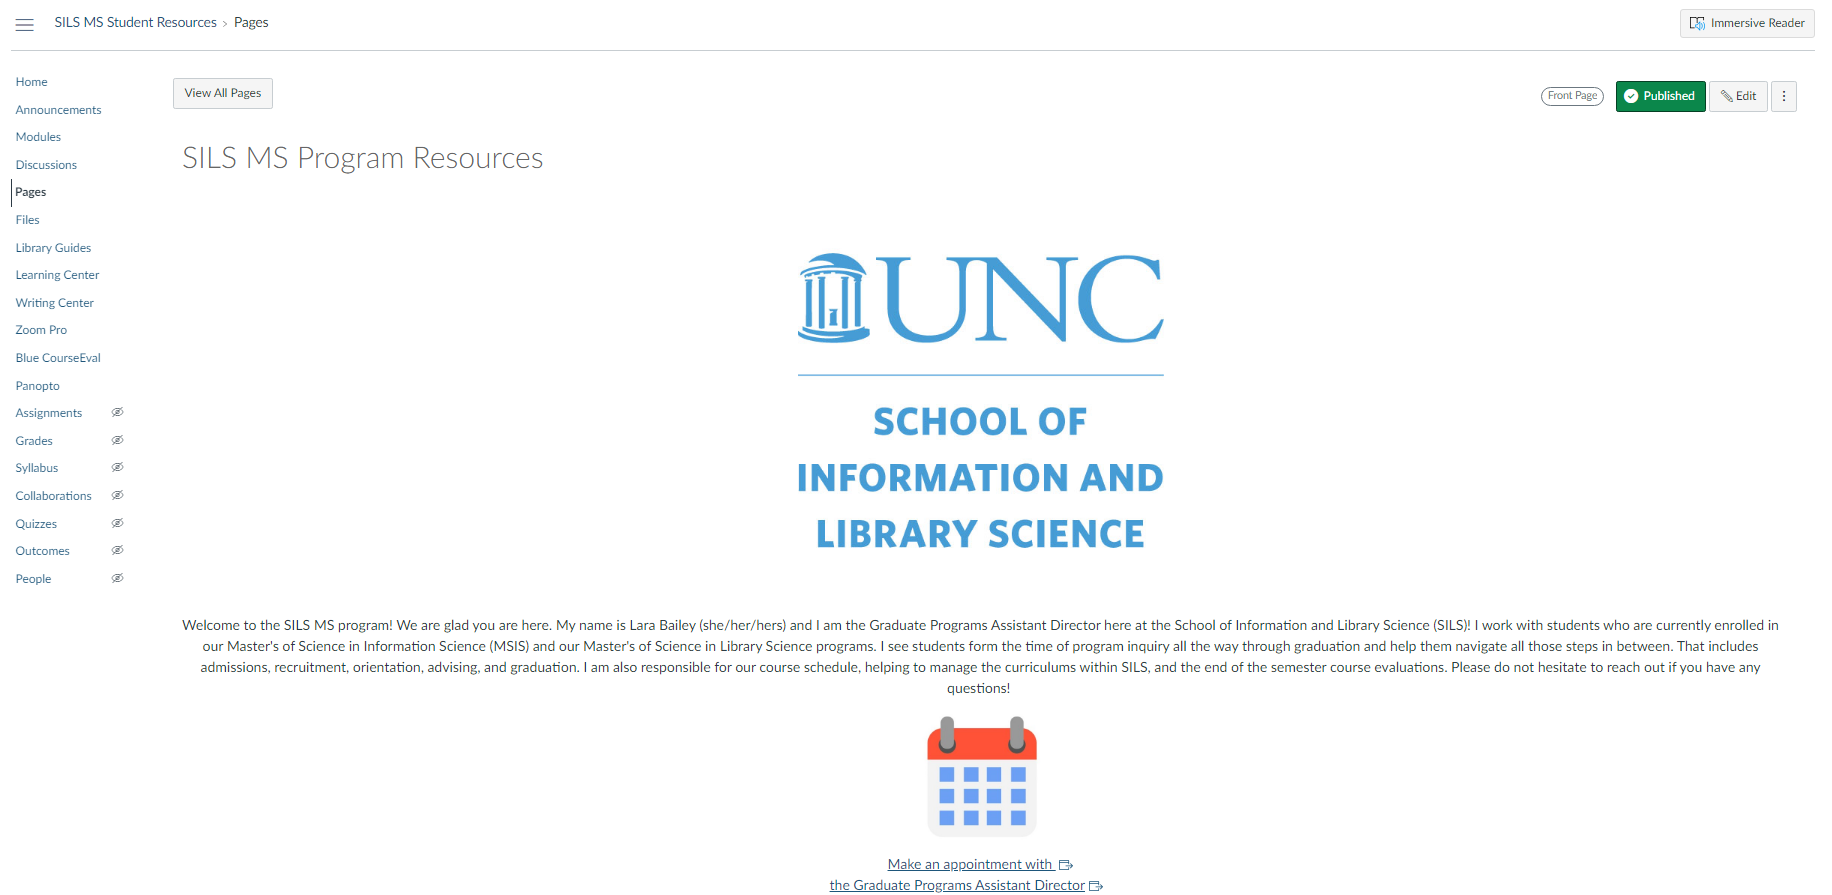 SILS MS Student Resources › Pages
Immersive Reader
Home
Announcements
Modules
Discussions
Pages
Files
Library Guides
Learning Center
Writing Center
Zoom Pro
Blue CourseEval
Panopto
Assignments
Grades
Syllabus
Collaborations
Quizzes
Outcomes
People
View All Pages
Front Page
Published
Edit
SILS MS Program Resources
UNC
SCHOOL OF
INFORMATION AND
LIBRARY SCIENCE
Welcome to the SILS MS program! We are glad you are here. My name is Lara Bailey (she/her/hers) and I am the Graduate Programs Assistant Director here at the School of Information and Library Science (SILS)! I work with students who are currently enrolled in
our Master's of Science in Information Science (MSIS) and our Master's of Science in Library Science programs. I see students form the time of program inquiry all the way through graduation and help them navigate all those steps in between. That includes
admissions, recruitment, orientation, advising, and graduation. I am also responsible for our course schedule, helping to manage the curriculums within SILS, and the end of the semester course evaluations. Please do not hesitate to reach out if you have any
questions!
Make an appointment with
the Graduate Programs Assistant Director